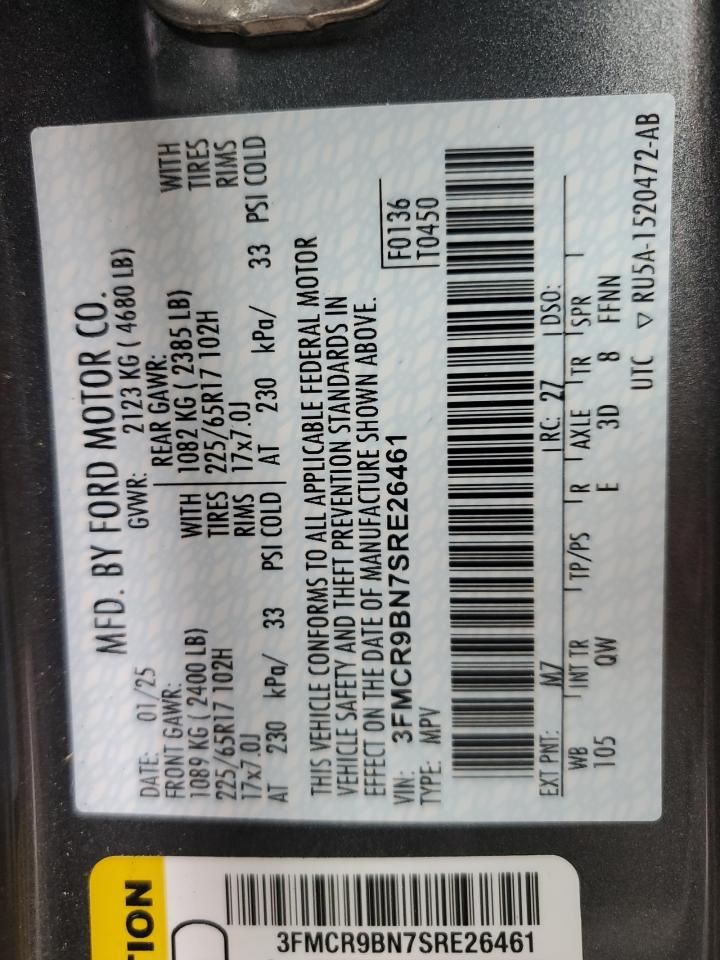 MFD. BY FORD MOTOR CO.
DATE: 01/25 GVWR: 2123 KG ( 4680 LB)
FRONT GAWR: REAR GAWR:
1089 KG ( 2400 LB) WITH 1082 KG ( 2385 LB) WITH
225/65R17 102H TIRES 225/65R17 102H TIRES
17x7.0J RIMS 17x7.0J RIMS
AT 230 kPa/ 33 PSI COLD AT 230 kPa/ 33 PSI COLD
THIS VEHICLE CONFORMS TO ALL APPLICABLE FEDERAL MOTOR
VEHICLE SAFETY AND THEFT PREVENTION STANDARDS IN
EFFECT ON THE DATE OF MANUFACTURE SHOWN ABOVE.
VIN: 3FMCR9BN7SRE26461 F0136
TYPE: MPV T0450
EXT PNT: M7 RC: 27 DSO:
WB INT TR TP/PS R AXLE TR SPR
105 QW E 3D 8 FFNN
UTC ▽ RU5A-1520472-AB
TION
3FMCR9BN7SRE26461